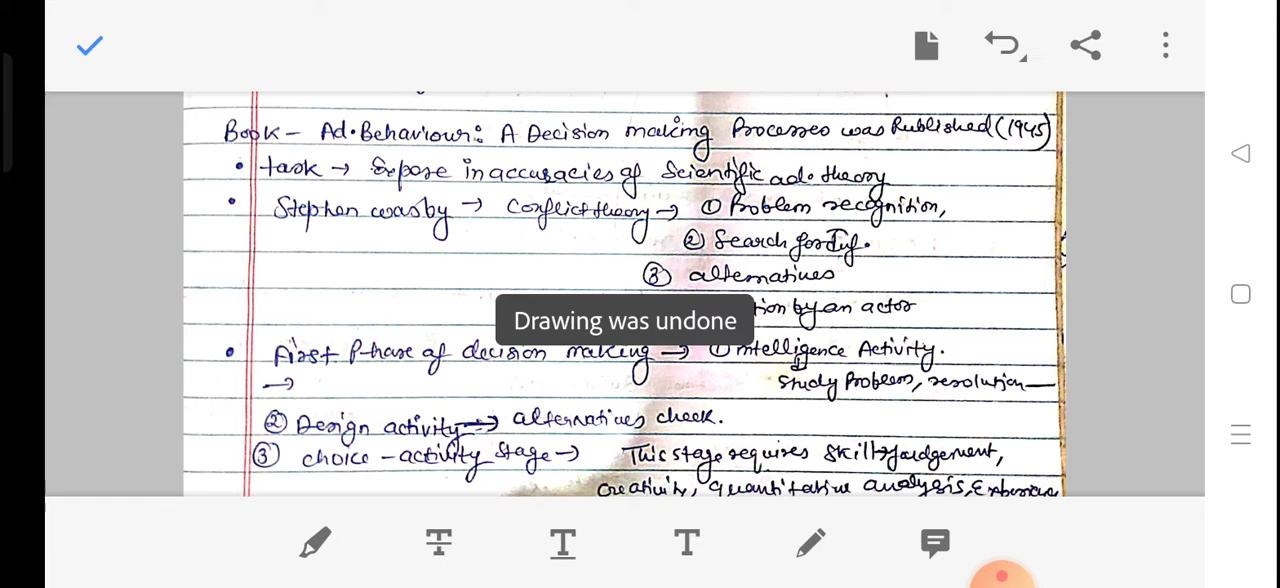 Book - Ad. Behaviour: A Decision making Processes was Published (1945)
• task → Expose inaccuracies of Scientific ad. theory
• Stephen wasby → Conflict theory → ① Problem recognition,
② Search for Inf.
③ alternatives
tion by an actor
Drawing was undone
• First Phase of decision making → ① intelligence Activity.
→ Study Problem, resolution—
② Design activity → alternatives check.
③ choice - activity stage → This stage requires skill → judgement,
creativity, quantitative analysis, Experience
T T T